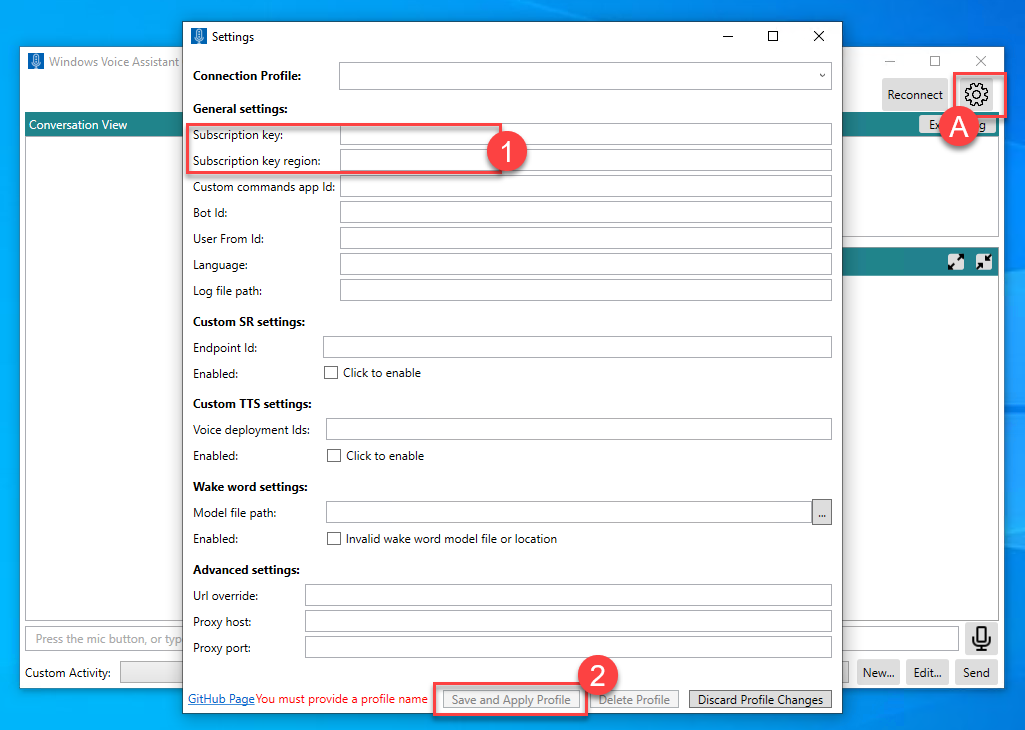 Settings
Windows Voice Assistant
Connection Profile:
Reconnect
A
General settings:
Conversation View
Subscription key:
1
Subscription key region:
Custom commands app Id:
Bot Id:
User From Id:
Language:
Log file path:
Custom SR settings:
Endpoint Id:
Enabled: Click to enable
Custom TTS settings:
Voice deployment Ids:
Enabled: Click to enable
Wake word settings:
Model file path: ...
Enabled: Invalid wake word model file or location
Advanced settings:
Url override:
Proxy host:
Proxy port:
Press the mic button, or typ
Custom Activity: New... Edit... Send
2
GitHub Page You must provide a profile name Save and Apply Profile Delete Profile Discard Profile Changes